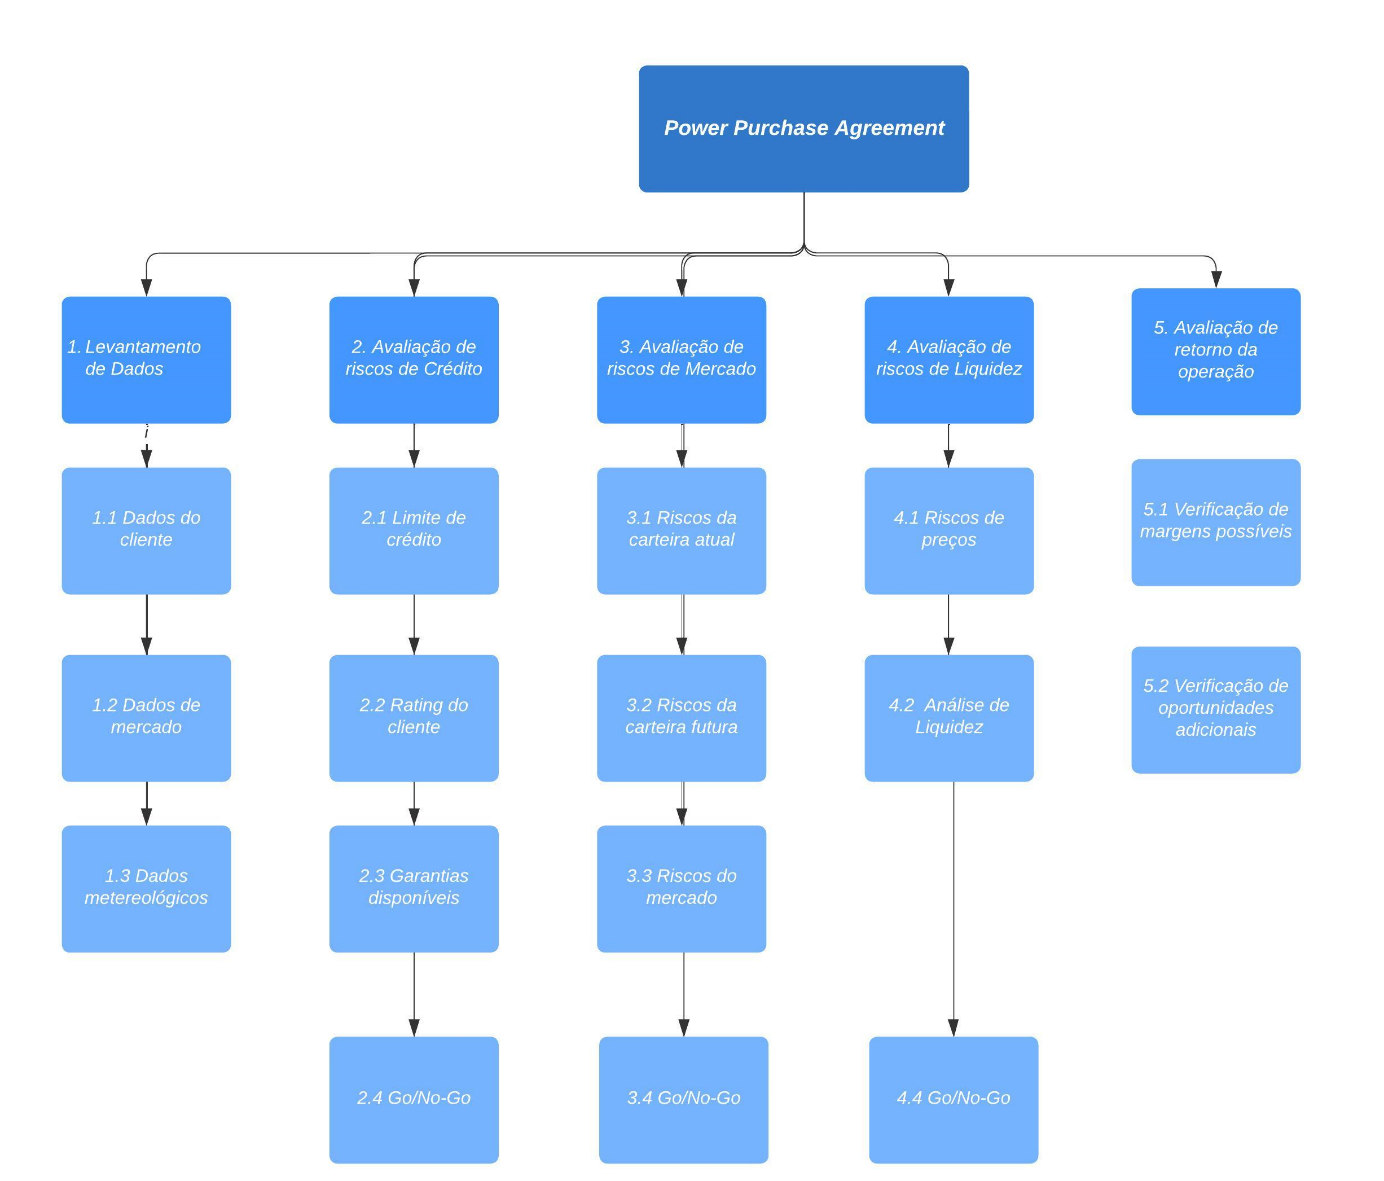 Power Purchase Agreement
1. Levantamento
de Dados
2. Avaliação de
riscos de Crédito
3. Avaliação de
riscos de Mercado
4. Avaliação de
riscos de Liquidez
5. Avaliação de
retorno da
operação
i
1.1 Dados do
cliente
2.1 Limite de
crédito
3.1 Riscos da
carteira atual
4.1 Riscos de
preços
5.1 Verificação de
margens possíveis
1.2 Dados de
mercado
2.2 Rating do
cliente
3.2 Riscos da
carteira futura
4.2  Análise de
Liquidez
5.2 Verificação de
oportunidades
adicionais
1.3 Dados
metereológicos
2.3 Garantias
disponíveis
3.3 Riscos do
mercado
2.4 Go/No-Go
3.4 Go/No-Go
4.4 Go/No-Go